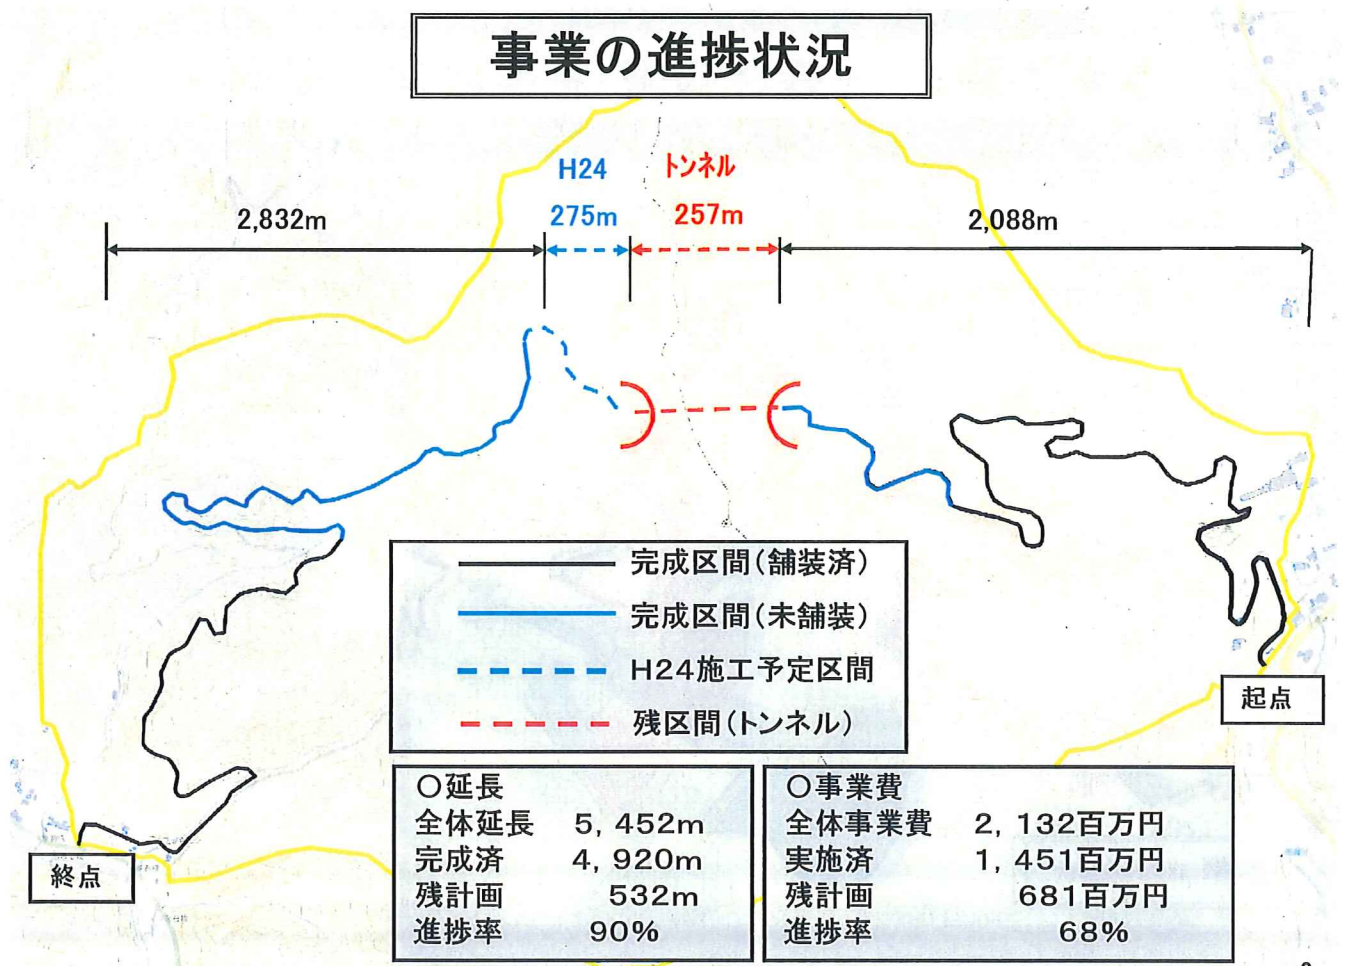 事業の進捗状況
H24
トンネル
2,832m
275m
257m
2,088m
完成区間(舗装済)
完成区間(未舗装)
H24施工予定区間
残区間(トンネル)
起点
終点
〇延長
全体延長 5,452m
完成済 4,920m
残計画 532m
進捗率 90%
〇事業費
全体事業費 2,132百万円
実施済 1,451百万円
残計画 681百万円
進捗率 68%